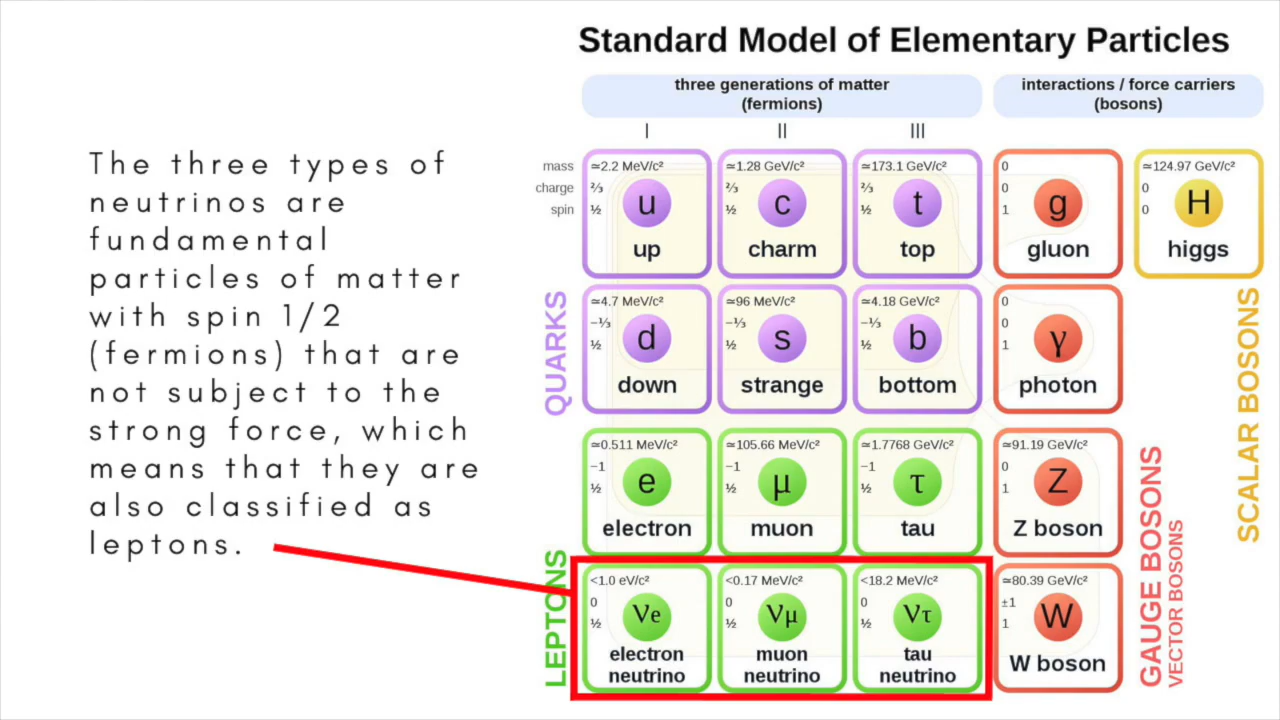 Standard Model of Elementary Particles
three generations of matter
(fermions)
interactions / force carriers
(bosons)
I
II
III
The three types of
neutrinos are
fundamental
particles of matter
with spin 1/2
(fermions) that are
not subject to the
strong force, which
means that they are
also classified as
leptons.
mass
charge
spin
≃2.2 MeV/c²
⅔
½
u
up
≃1.28 GeV/c²
⅔
½
c
charm
≃173.1 GeV/c²
⅔
½
t
top
0
0
1
g
gluon
≃124.97 GeV/c²
0
0
H
higgs
QUARKS
≃4.7 MeV/c²
−⅓
½
d
down
≃96 MeV/c²
−⅓
½
s
strange
≃4.18 GeV/c²
−⅓
½
b
bottom
0
0
1
γ
photon
SCALAR BOSONS
LEPTONS
≃0.511 MeV/c²
−1
½
e
electron
≃105.66 MeV/c²
−1
½
μ
muon
≃1.7768 GeV/c²
−1
½
τ
tau
≃91.19 GeV/c²
0
1
Z
Z boson
<1.0 eV/c²
0
½
νe
electron
neutrino
<0.17 MeV/c²
0
½
νμ
muon
neutrino
<18.2 MeV/c²
0
½
ντ
tau
neutrino
≃80.39 GeV/c²
±1
1
W
W boson
GAUGE BOSONS
VECTOR BOSONS